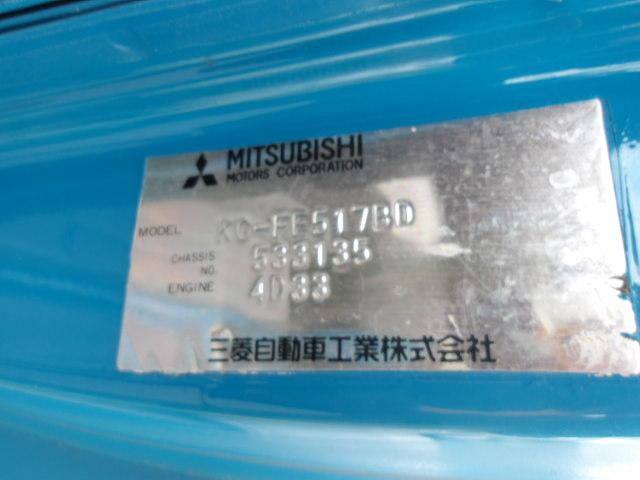 MITSUBISHI
MOTORS CORPORATION
MODEL KC-FE517BD
CHASSIS NO. 533135
ENGINE 4D33
三菱自動車工業株式会社